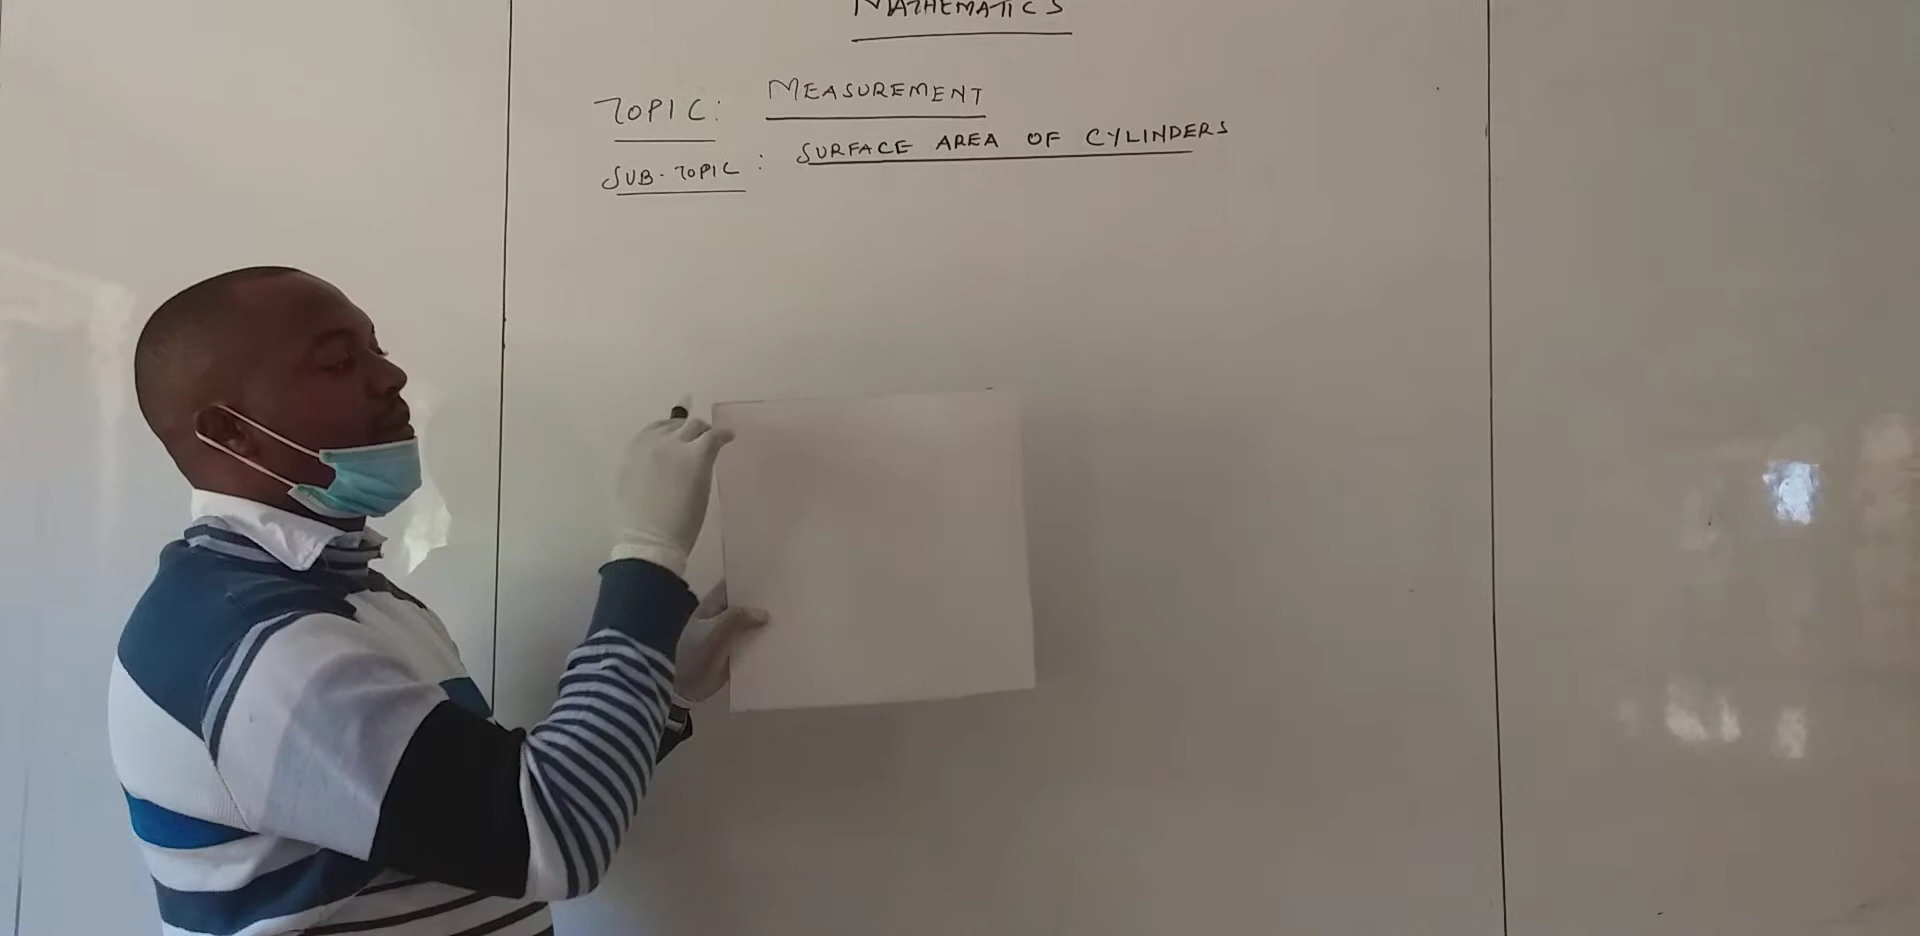 MATHEMATICS
TOPIC: MEASUREMENT
SUB-TOPIC: SURFACE AREA OF CYLINDERS